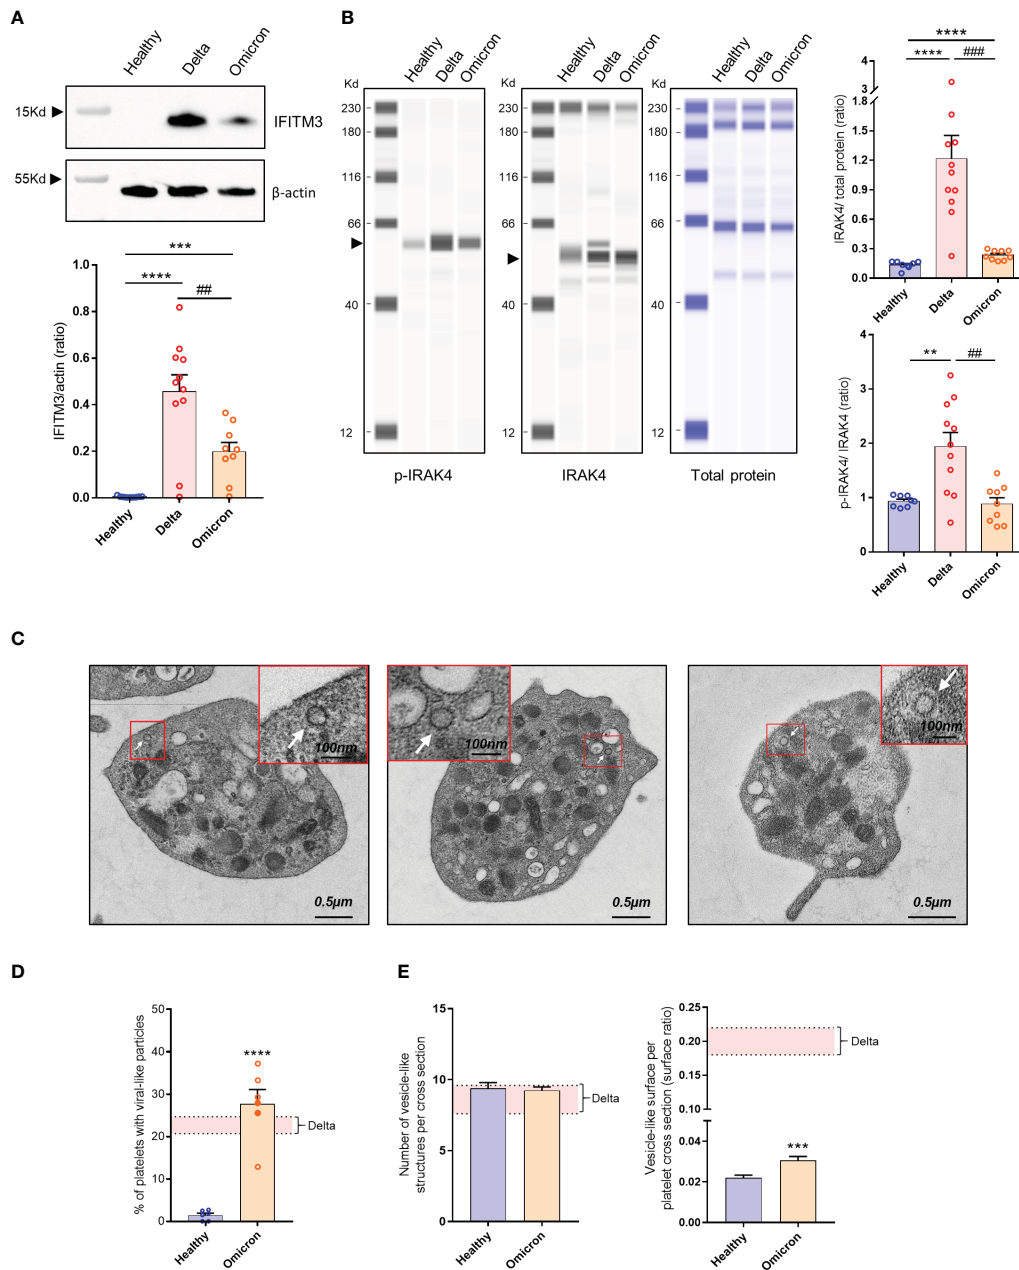 A
Healthy
Delta
Omicron
15Kd
IFITM3
55Kd
β-actin
***
****
##
IFITM3/actin (ratio)
1.0
0.8
0.6
0.4
0.2
0.0
Healthy
Delta
Omicron
B
Healthy
Delta
Omicron
Kd
230
180
116
66
40
12
p-IRAK4
Healthy
Delta
Omicron
Kd
230
180
116
66
40
12
IRAK4
Healthy
Delta
Omicron
Kd
230
180
116
66
40
12
Total protein
****
**** ###
IRAK4/ total protein (ratio)
4
3
1.8
1.5
1.2
0.9
0.6
0.3
0.0
Healthy
Delta
Omicron
** ##
p-IRAK4/ IRAK4 (ratio)
4
3
2
1
0
Healthy
Delta
Omicron
C
100nm
0.5µm
100nm
0.5µm
100nm
0.5µm
D
% of platelets with viral-like particles
50
40
30
20
10
0
****
Delta
Healthy
Omicron
E
Number of vesicle-like
structures per cross section
15
10
5
0
Delta
Healthy
Omicron
Vesicle-like surface per
platelet cross section (surface ratio)
0.25
0.20
0.15
0.10
0.04
0.02
0.00
Delta
***
Healthy
Omicron